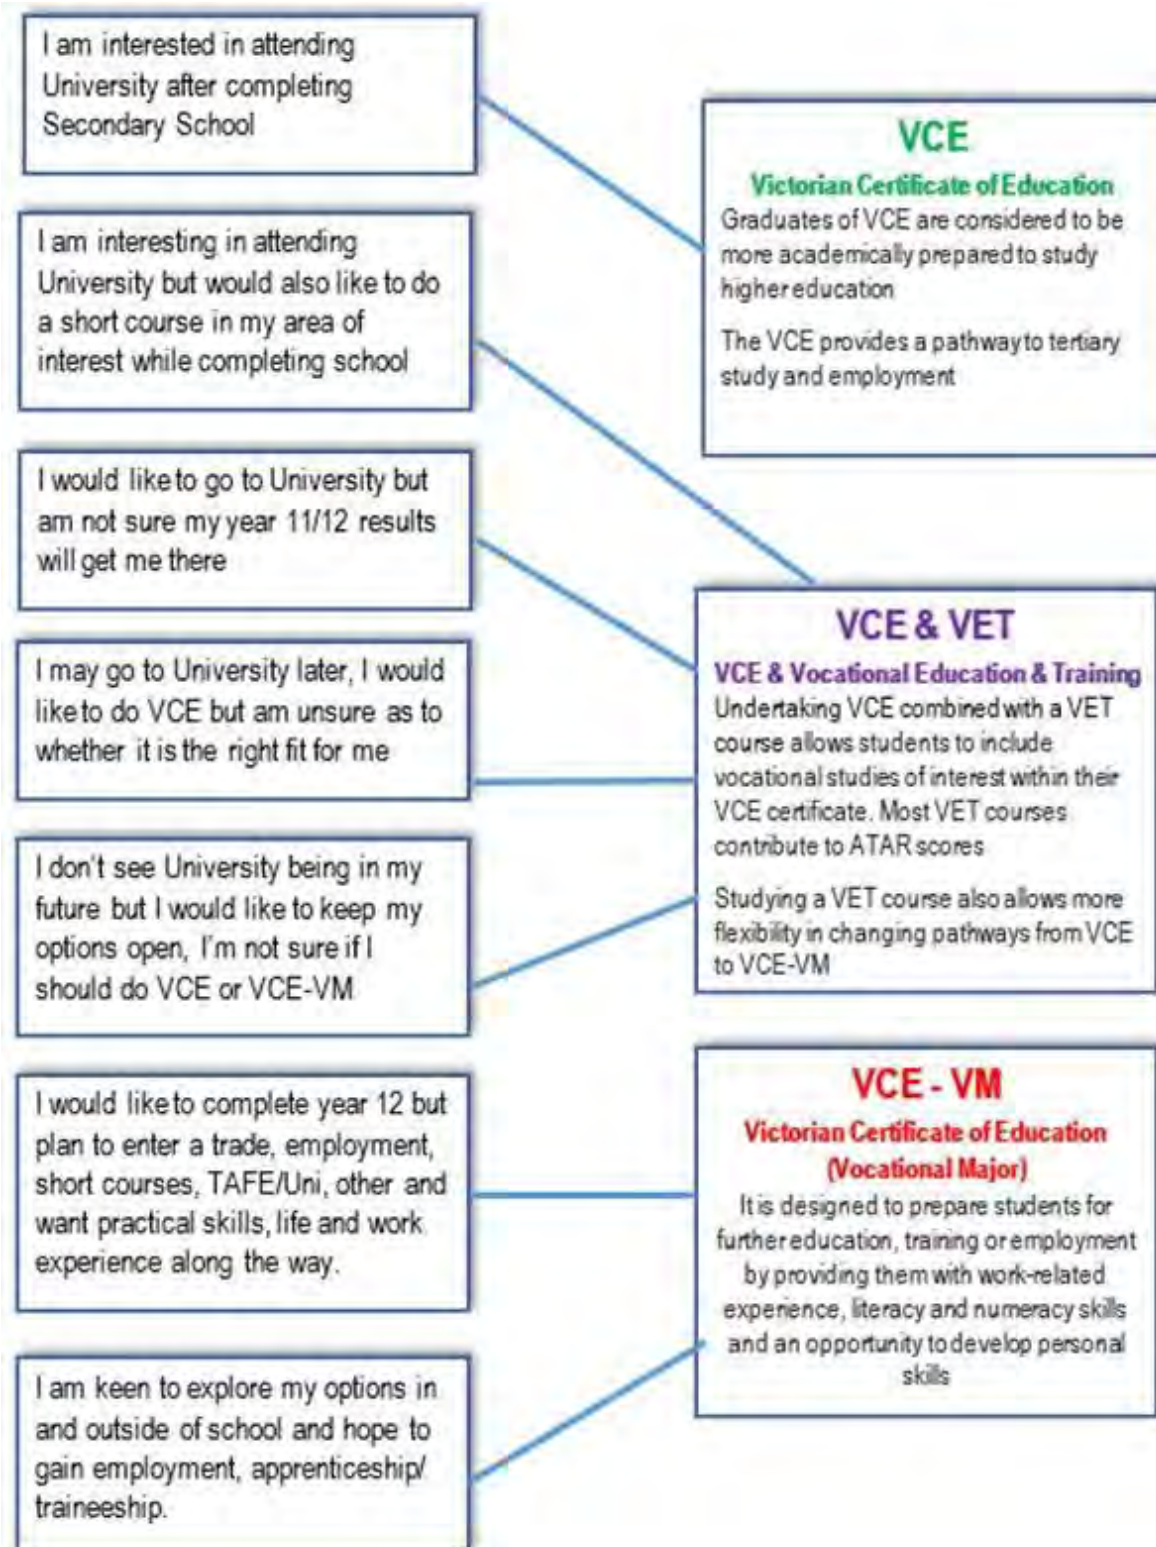 I am interested in attending
University after completing
Secondary School
I am interesting in attending
University but would also like to do
a short course in my area of
interest while completing school
I would like to go to University but
am not sure my year 11/12 results
will get me there
I may go to University later, I would
like to do VCE but am unsure as to
whether it is the right fit for me
I don't see University being in my
future but I would like to keep my
options open, I'm not sure if I
should do VCE or VCE-VM
I would like to complete year 12 but
plan to enter a trade, employment,
short courses, TAFE/Uni, other and
want practical skills, life and work
experience along the way.
I am keen to explore my options in
and outside of school and hope to
gain employment, apprenticeship/
traineeship.
VCE
Victorian Certificate of Education
Graduates of VCE are considered to be
more academically prepared to study
higher education
The VCE provides a pathway to tertiary
study and employment
VCE & VET
VCE & Vocational Education & Training
Undertaking VCE combined with a VET
course allows students to include
vocational studies of interest within their
VCE certificate. Most VET courses
contribute to ATAR scores
Studying a VET course also allows more
flexibility in changing pathways from VCE
to VCE-VM
VCE - VM
Victorian Certificate of Education
(Vocational Major)
It is designed to prepare students for
further education, training or employment
by providing them with work-related
experience, literacy and numeracy skills
and an opportunity to develop personal
skills